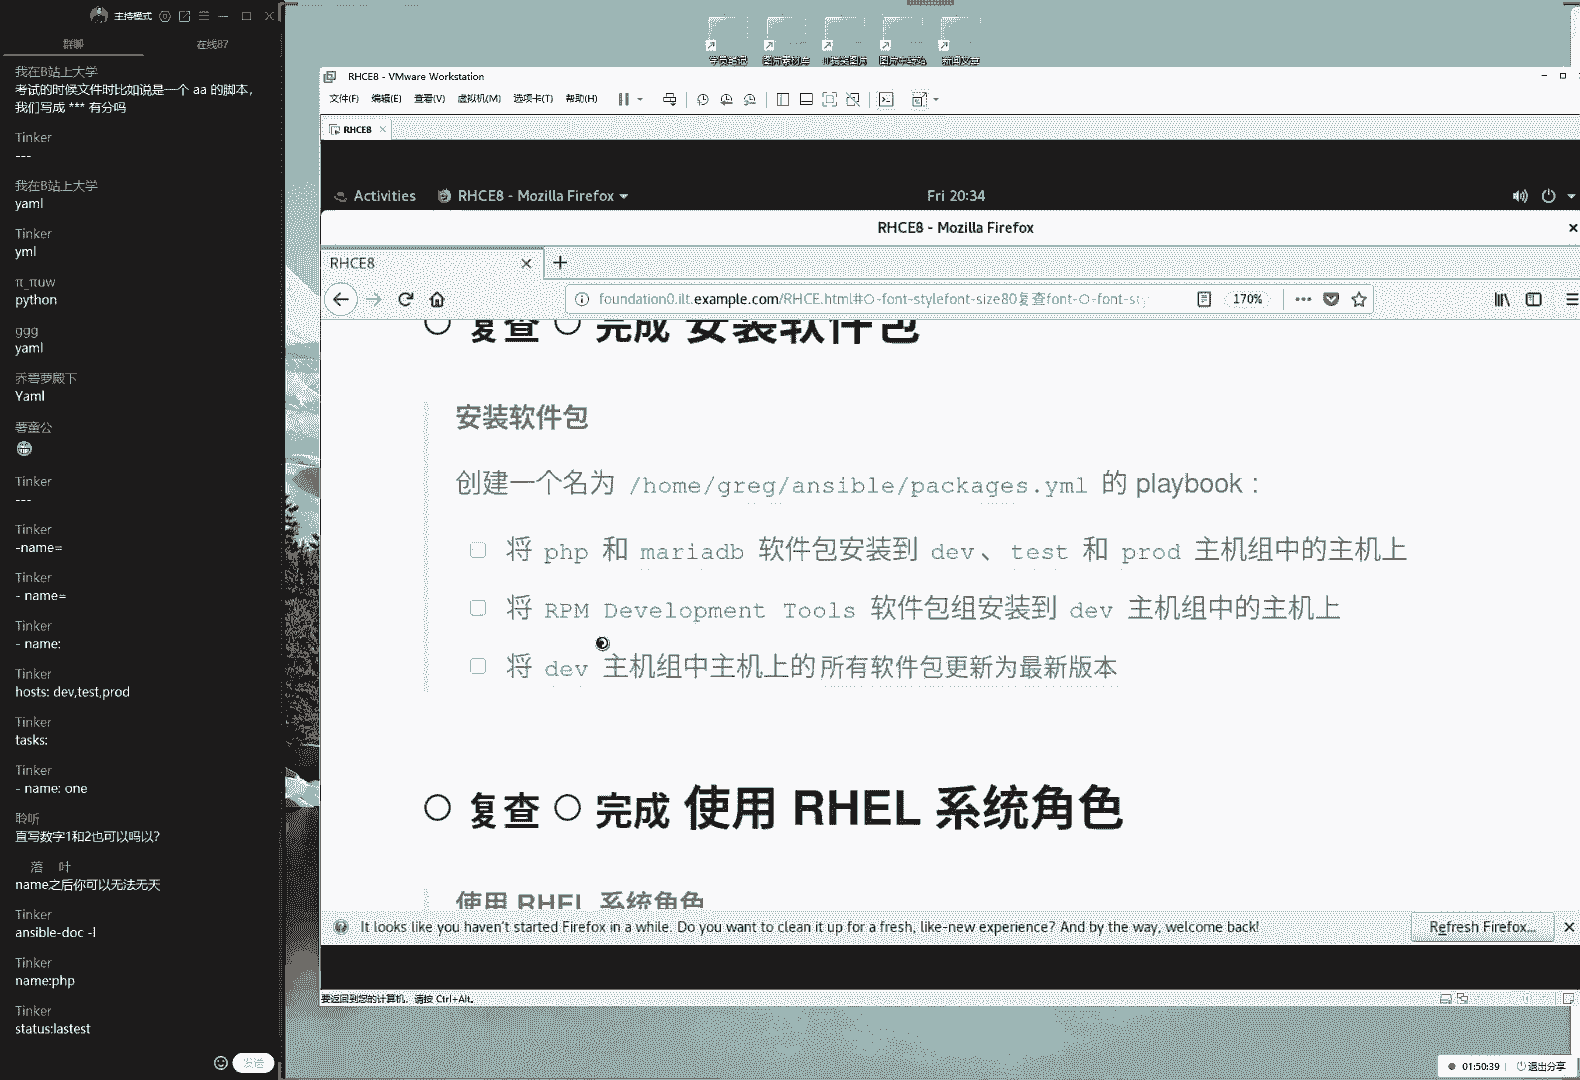 主持模式
群聊
在线87
我在B站上大学
考试的时候文件时比如说是一个 aa 的脚本，
我们写成 *** 有分吗
Tinker
---
我在B站上大学
yaml
Tinker
yml
π_πuw
python
ggg
yaml
乔碧萝殿下
Yaml
薯童公
Tinker
---
Tinker
-name=
Tinker
- name=
Tinker
- name:
Tinker
hosts: dev,test,prod
Tinker
tasks:
Tinker
- name: one
聆听
直写数字1和2也可以吗以?
落 叶
name之后你可以无法无天
Tinker
ansible-doc -l
Tinker
name:php
Tinker
status:lastest
发送
RHCE8 - VMware Workstation
文件(F) 编辑(E) 查看(V) 虚拟机(M) 选项卡(T) 帮助(H)
RHCE8
Activities RHCE8 - Mozilla Firefox Fri 20:34
RHCE8 - Mozilla Firefox
RHCE8
foundation0.ilt.example.com/RHCE.html#○-font-stylefont-size80复查font-○-font-sty 170%
○ 复查 ○ 完成 安装软件包
安装软件包
创建一个名为 /home/greg/ansible/packages.yml 的 playbook :
将 php 和 mariadb 软件包安装到 dev、test 和 prod 主机组中的主机上
将 RPM Development Tools 软件包组安装到 dev 主机组中的主机上
将 dev 主机组中主机上的所有软件包更新为最新版本
○ 复查 ○ 完成 使用 RHEL 系统角色
使用 RHEL 系统角色
It looks like you haven't started Firefox in a while. Do you want to clean it up for a fresh, like-new experience? And by the way, welcome back!
Refresh Firefox...
要返回到您的计算机，请按 Ctrl+Alt。
01:50:39
退出分享